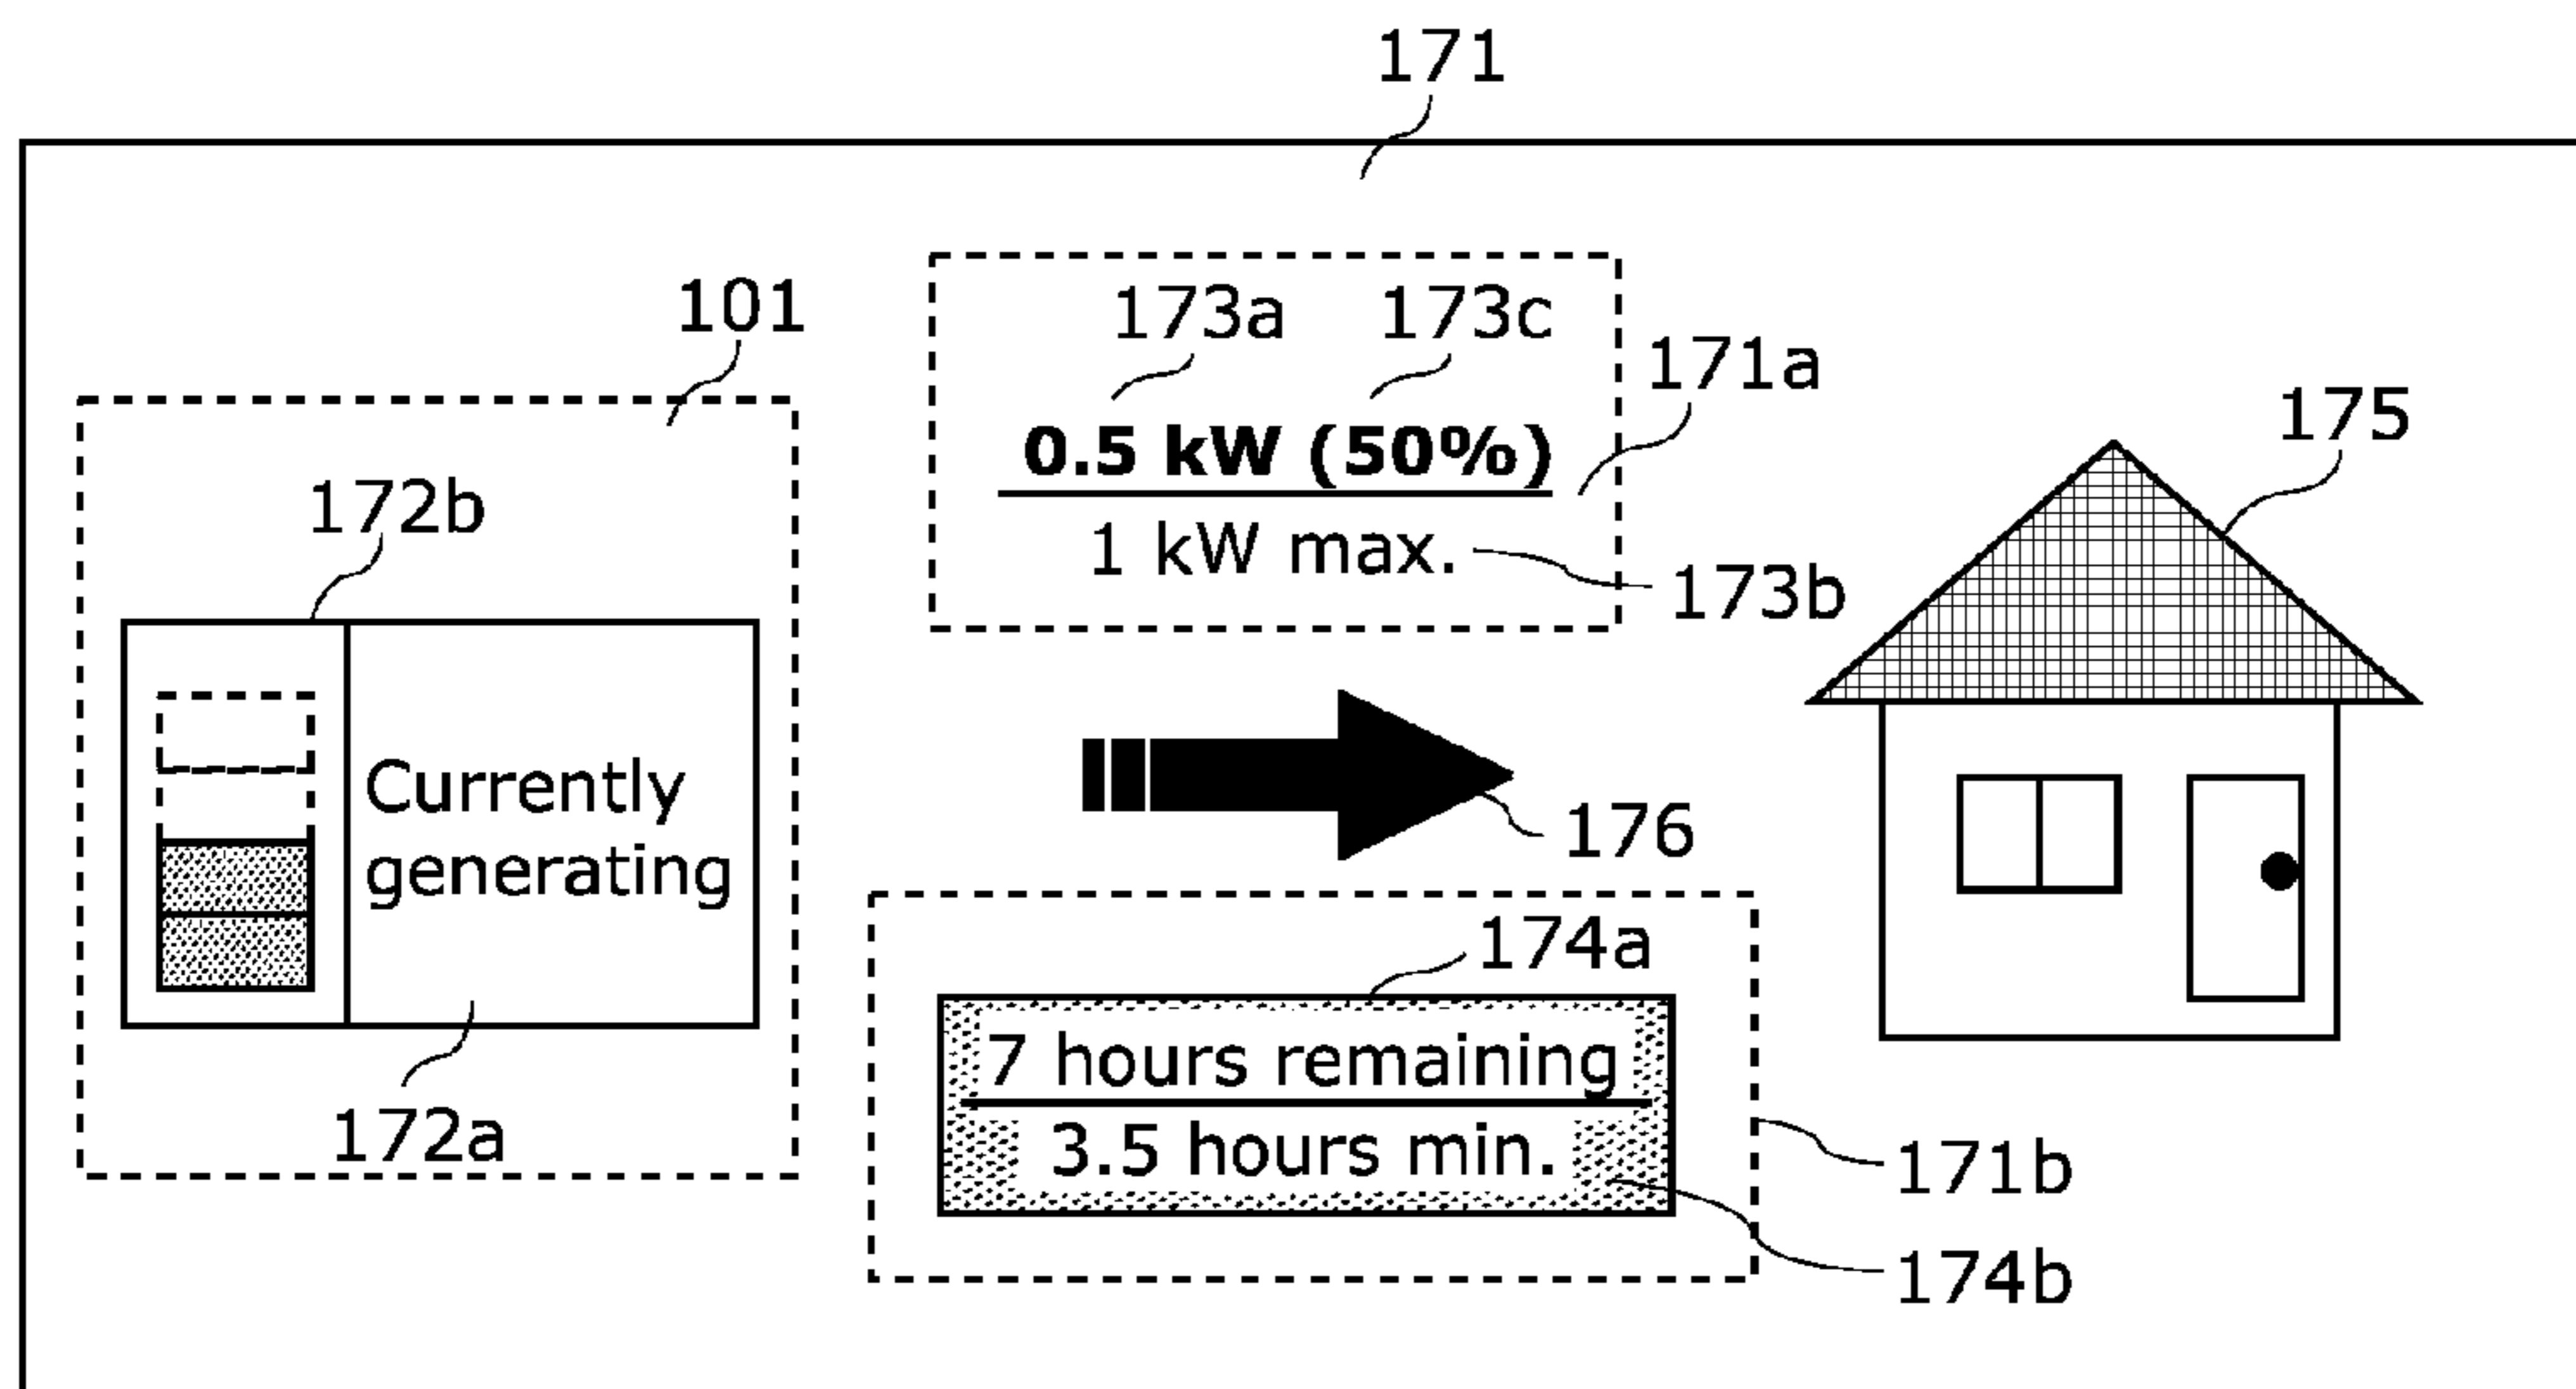 171
101
173a 173c
171a
0.5 kW (50%)
1 kW max.
173b
175
172b
Currently
generating
172a
176
174a
7 hours remaining
3.5 hours min.
171b
174b